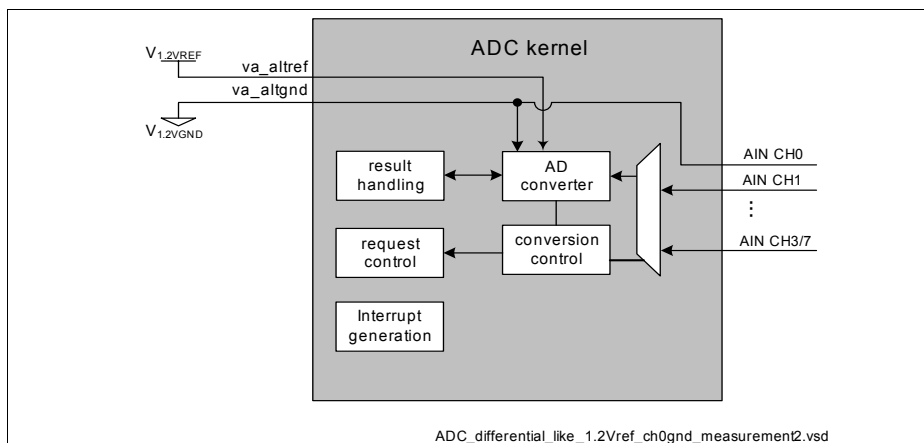 ADC kernel
V1.2VREF
va_altref
va_altgnd
V1.2VGND
result
handling
AD
converter
AIN CH0
AIN CH1
⋮
request
control
conversion
control
AIN CH3/7
Interrupt
generation
ADC_differential_like_1.2Vref_ch0gnd_measurement2.vsd